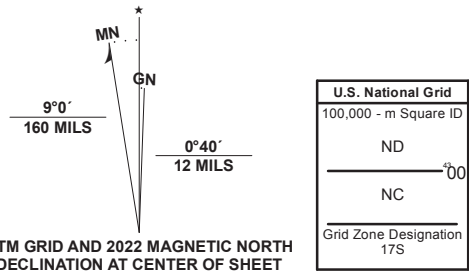 ★
MN
GN
9°0´
160 MILS
0°40´
12 MILS
TM GRID AND 2022 MAGNETIC NORTH
DECLINATION AT CENTER OF SHEET
U.S. National Grid
100,000 - m Square ID
ND
⁴³00
NC
Grid Zone Designation
17S